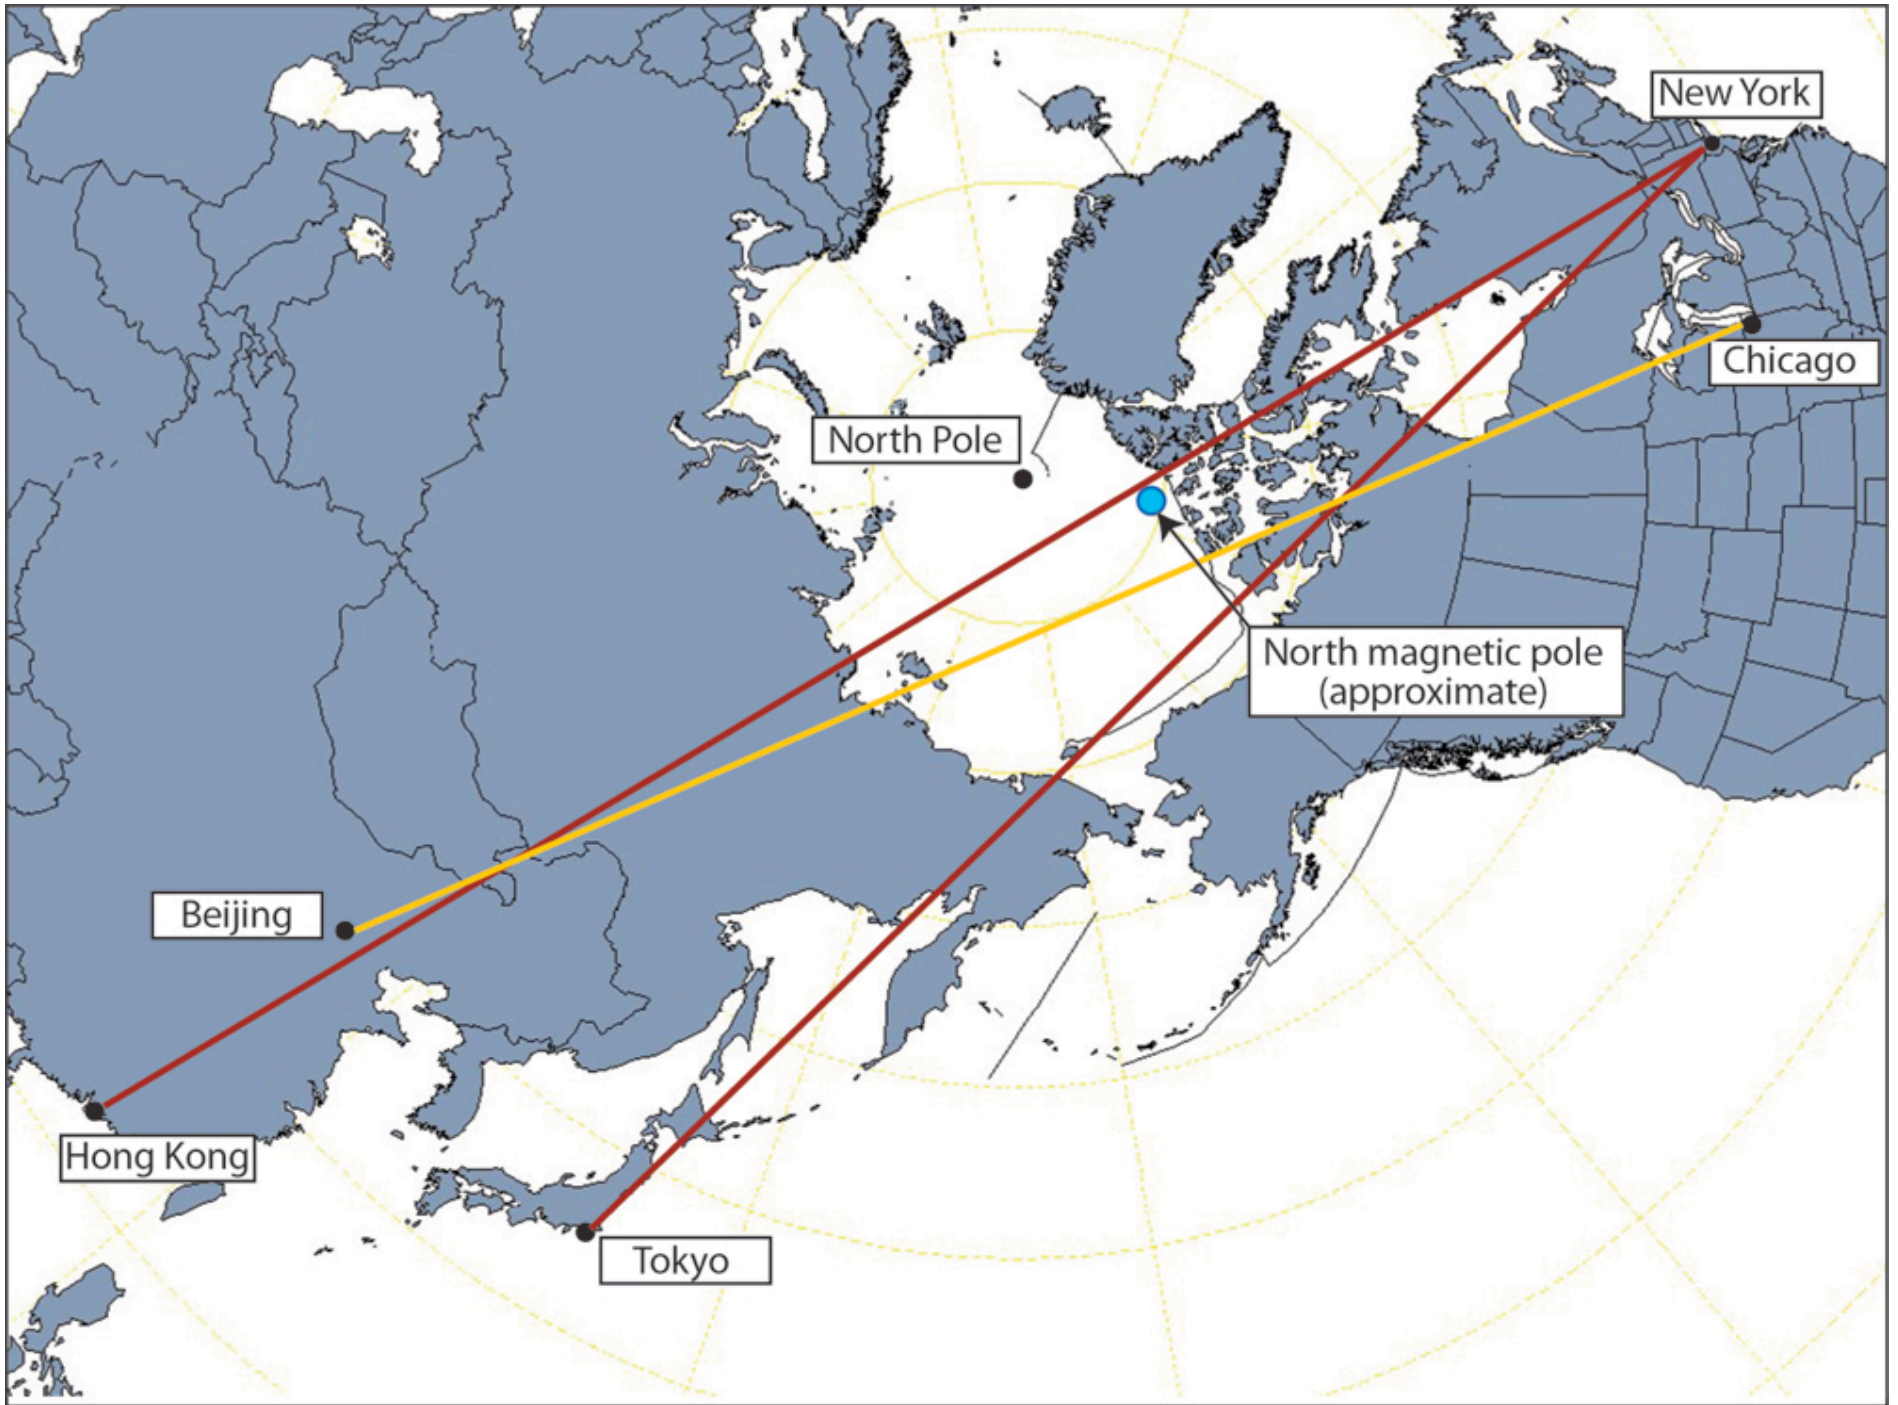 New York
Chicago
North Pole
North magnetic pole
(approximate)
Beijing
Hong Kong
Tokyo